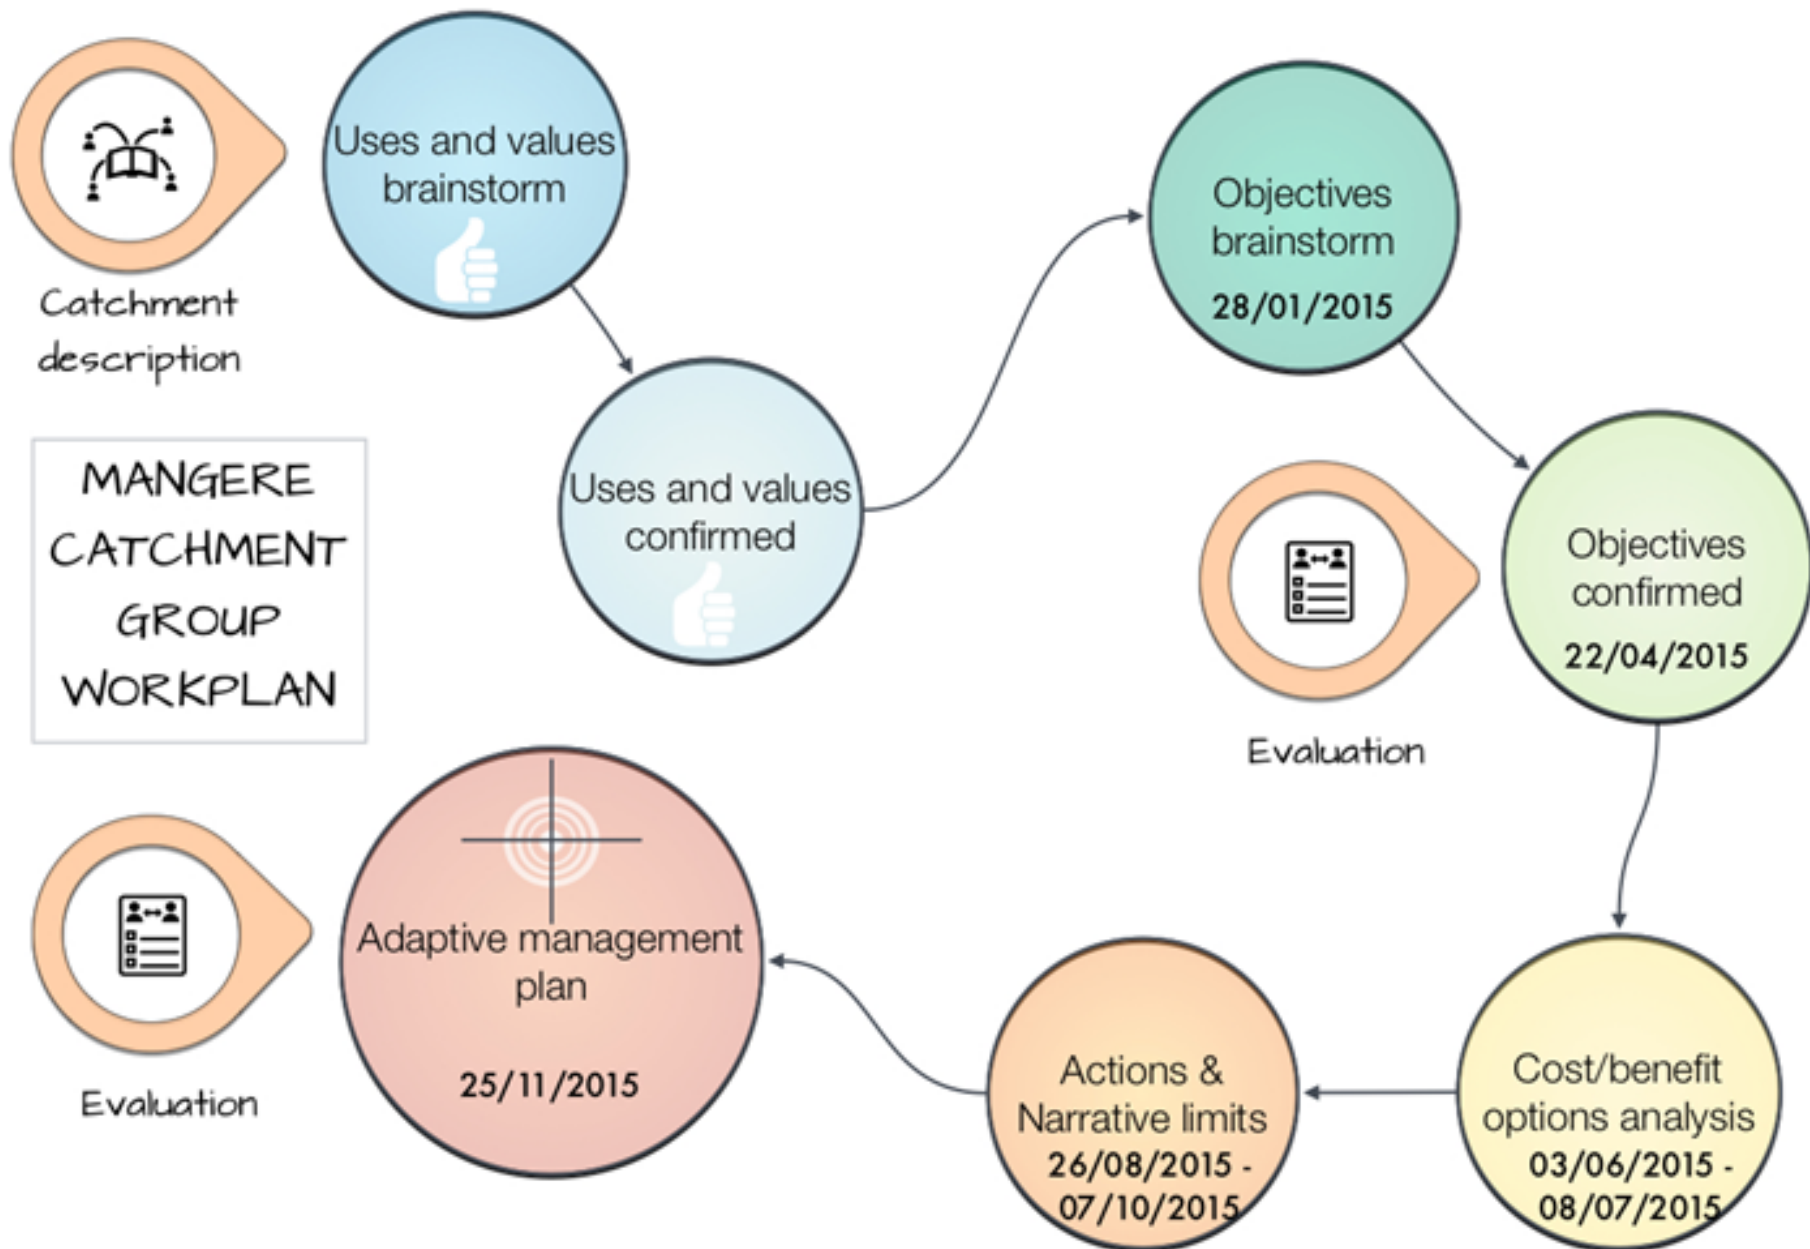 Catchment
description
Uses and values
brainstorm
Uses and values
confirmed
Objectives
brainstorm
28/01/2015
Objectives
confirmed
22/04/2015
Evaluation
MANGERE
CATCHMENT
GROUP
WORKPLAN
Cost/benefit
options analysis
03/06/2015 -
08/07/2015
Actions &
Narrative limits
26/08/2015 -
07/10/2015
Adaptive management
plan
25/11/2015
Evaluation